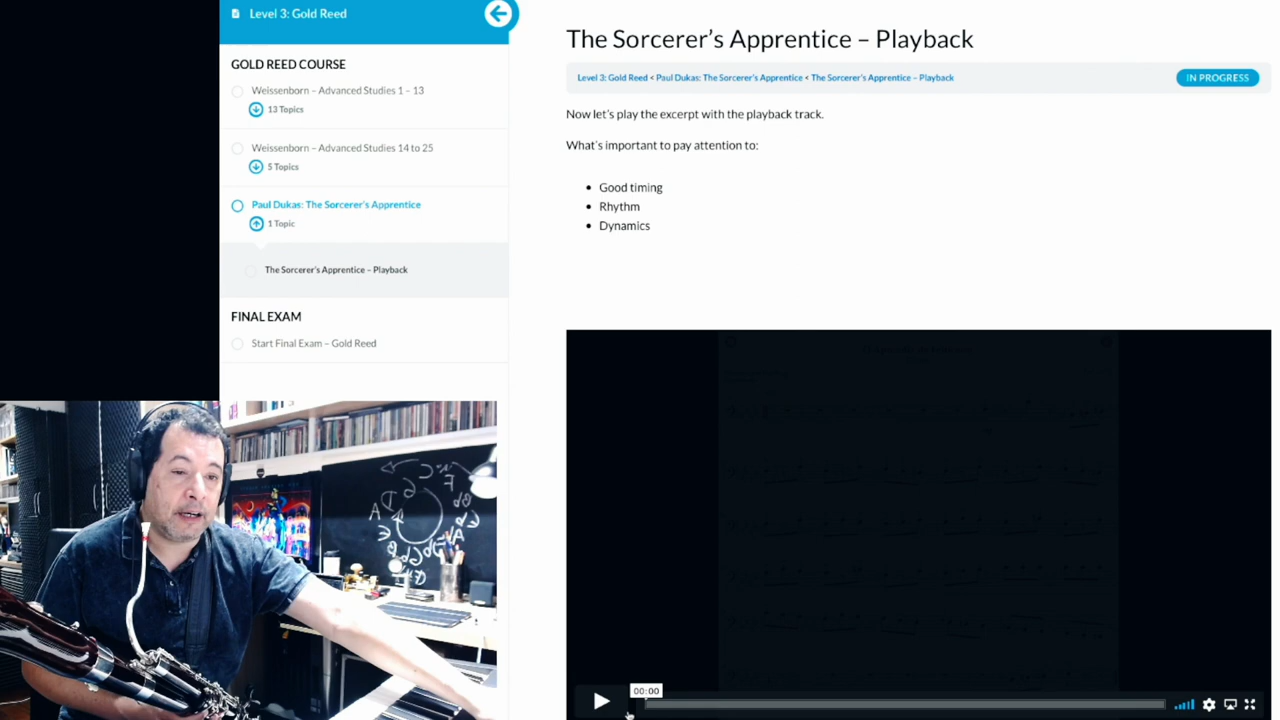 Level 3: Gold Reed
GOLD REED COURSE
Weissenborn – Advanced Studies 1 – 13
13 Topics
Weissenborn – Advanced Studies 14 to 25
5 Topics
Paul Dukas: The Sorcerer's Apprentice
1 Topic
The Sorcerer's Apprentice – Playback
FINAL EXAM
Start Final Exam – Gold Reed
The Sorcerer's Apprentice – Playback
Level 3: Gold Reed < Paul Dukas: The Sorcerer's Apprentice < The Sorcerer's Apprentice – Playback
IN PROGRESS
Now let's play the excerpt with the playback track.
What's important to pay attention to:
• Good timing
• Rhythm
• Dynamics
00:00